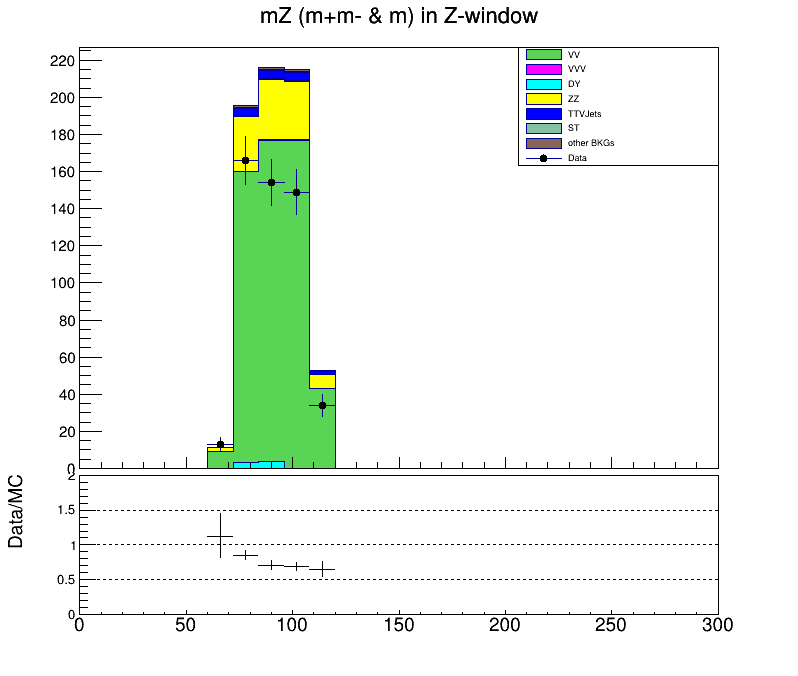 mZ (m+m- & m) in Z-window
VV
VVV
DY
ZZ
TTVJets
ST
other BKGs
Data
220
200
180
160
140
120
100
80
60
40
20
0
Data/MC
2
1.5
1
0.5
0
0 50 100 150 200 250 300